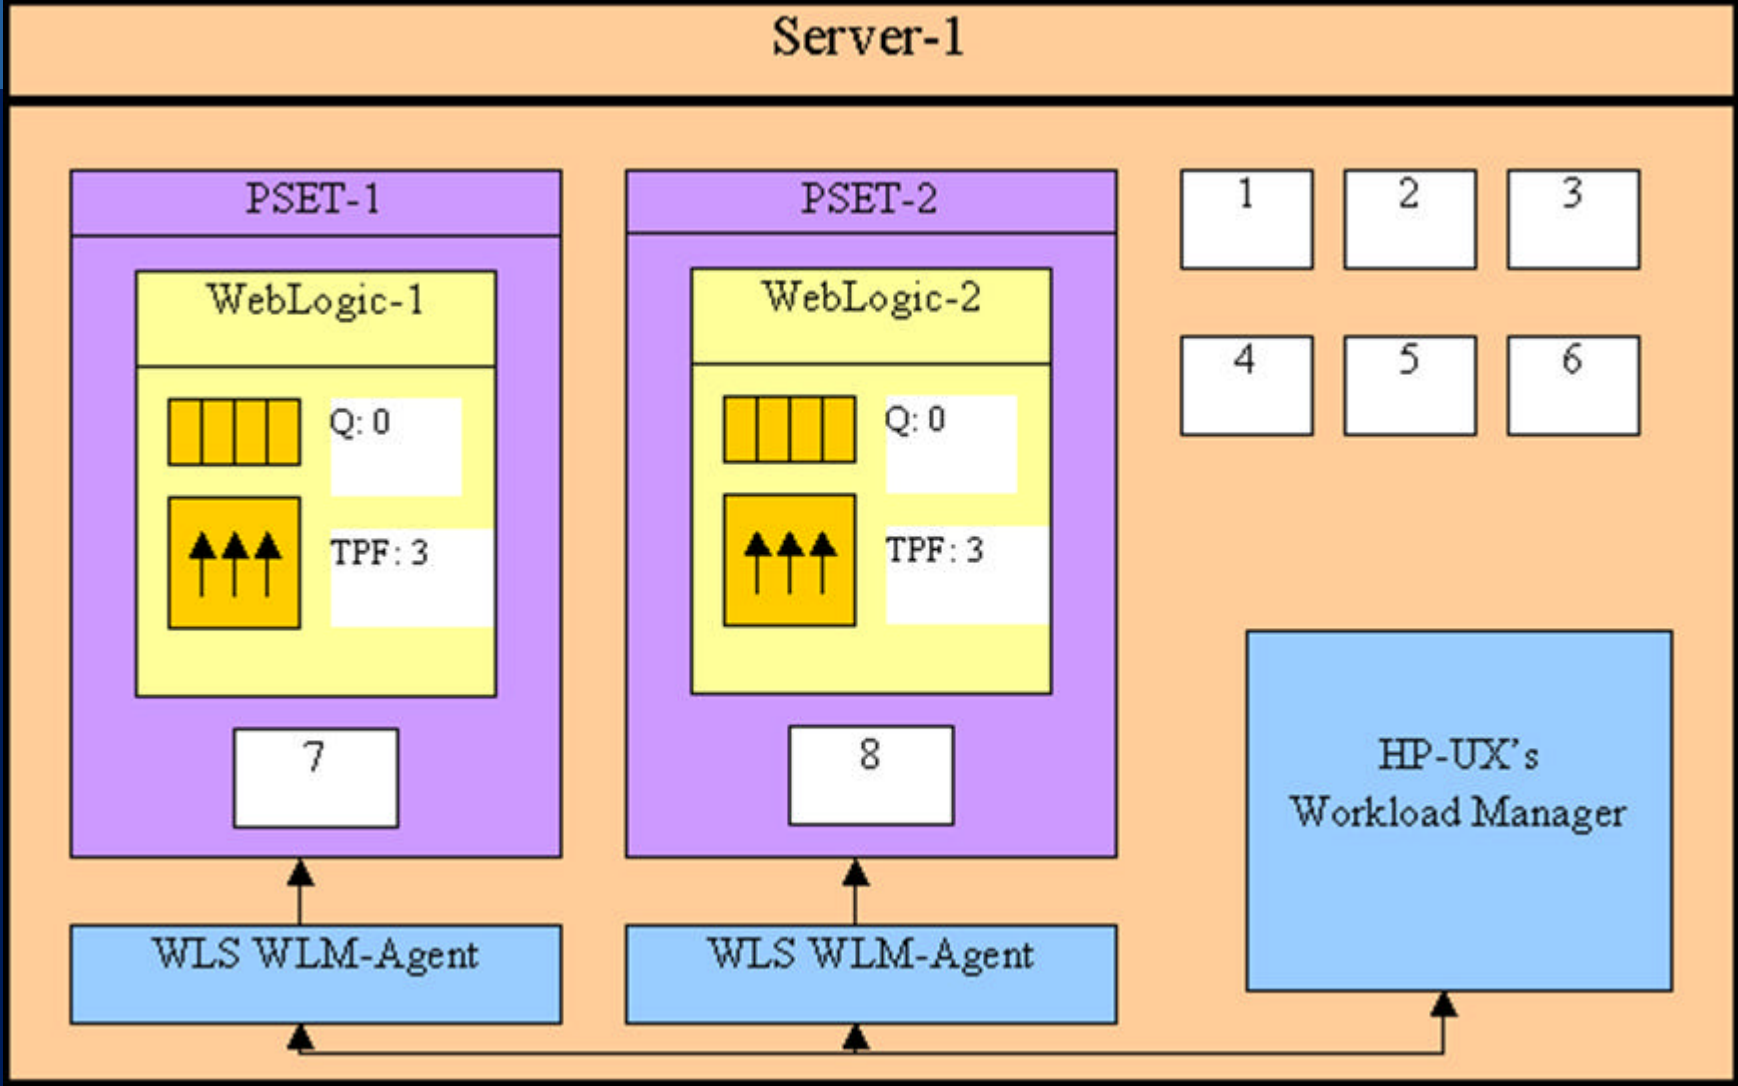 Server-1
PSET-1
WebLogic-1
Q: 0
TPF: 3
7
WLS WLM-Agent
PSET-2
WebLogic-2
Q: 0
TPF: 3
8
WLS WLM-Agent
1
2
3
4
5
6
HP-UX’s
Workload Manager